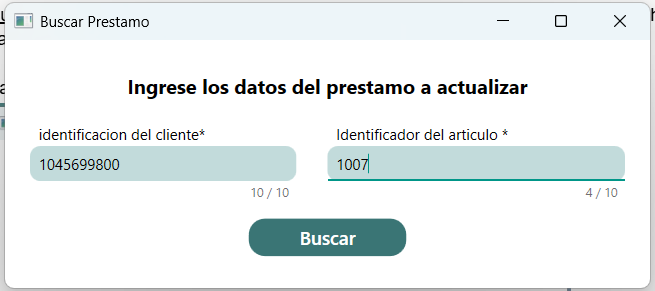 Buscar Prestamo
Ingrese los datos del prestamo a actualizar
identificacion del cliente*
Identificador del articulo *
1045699800
1007
10 / 10
4 / 10
Buscar